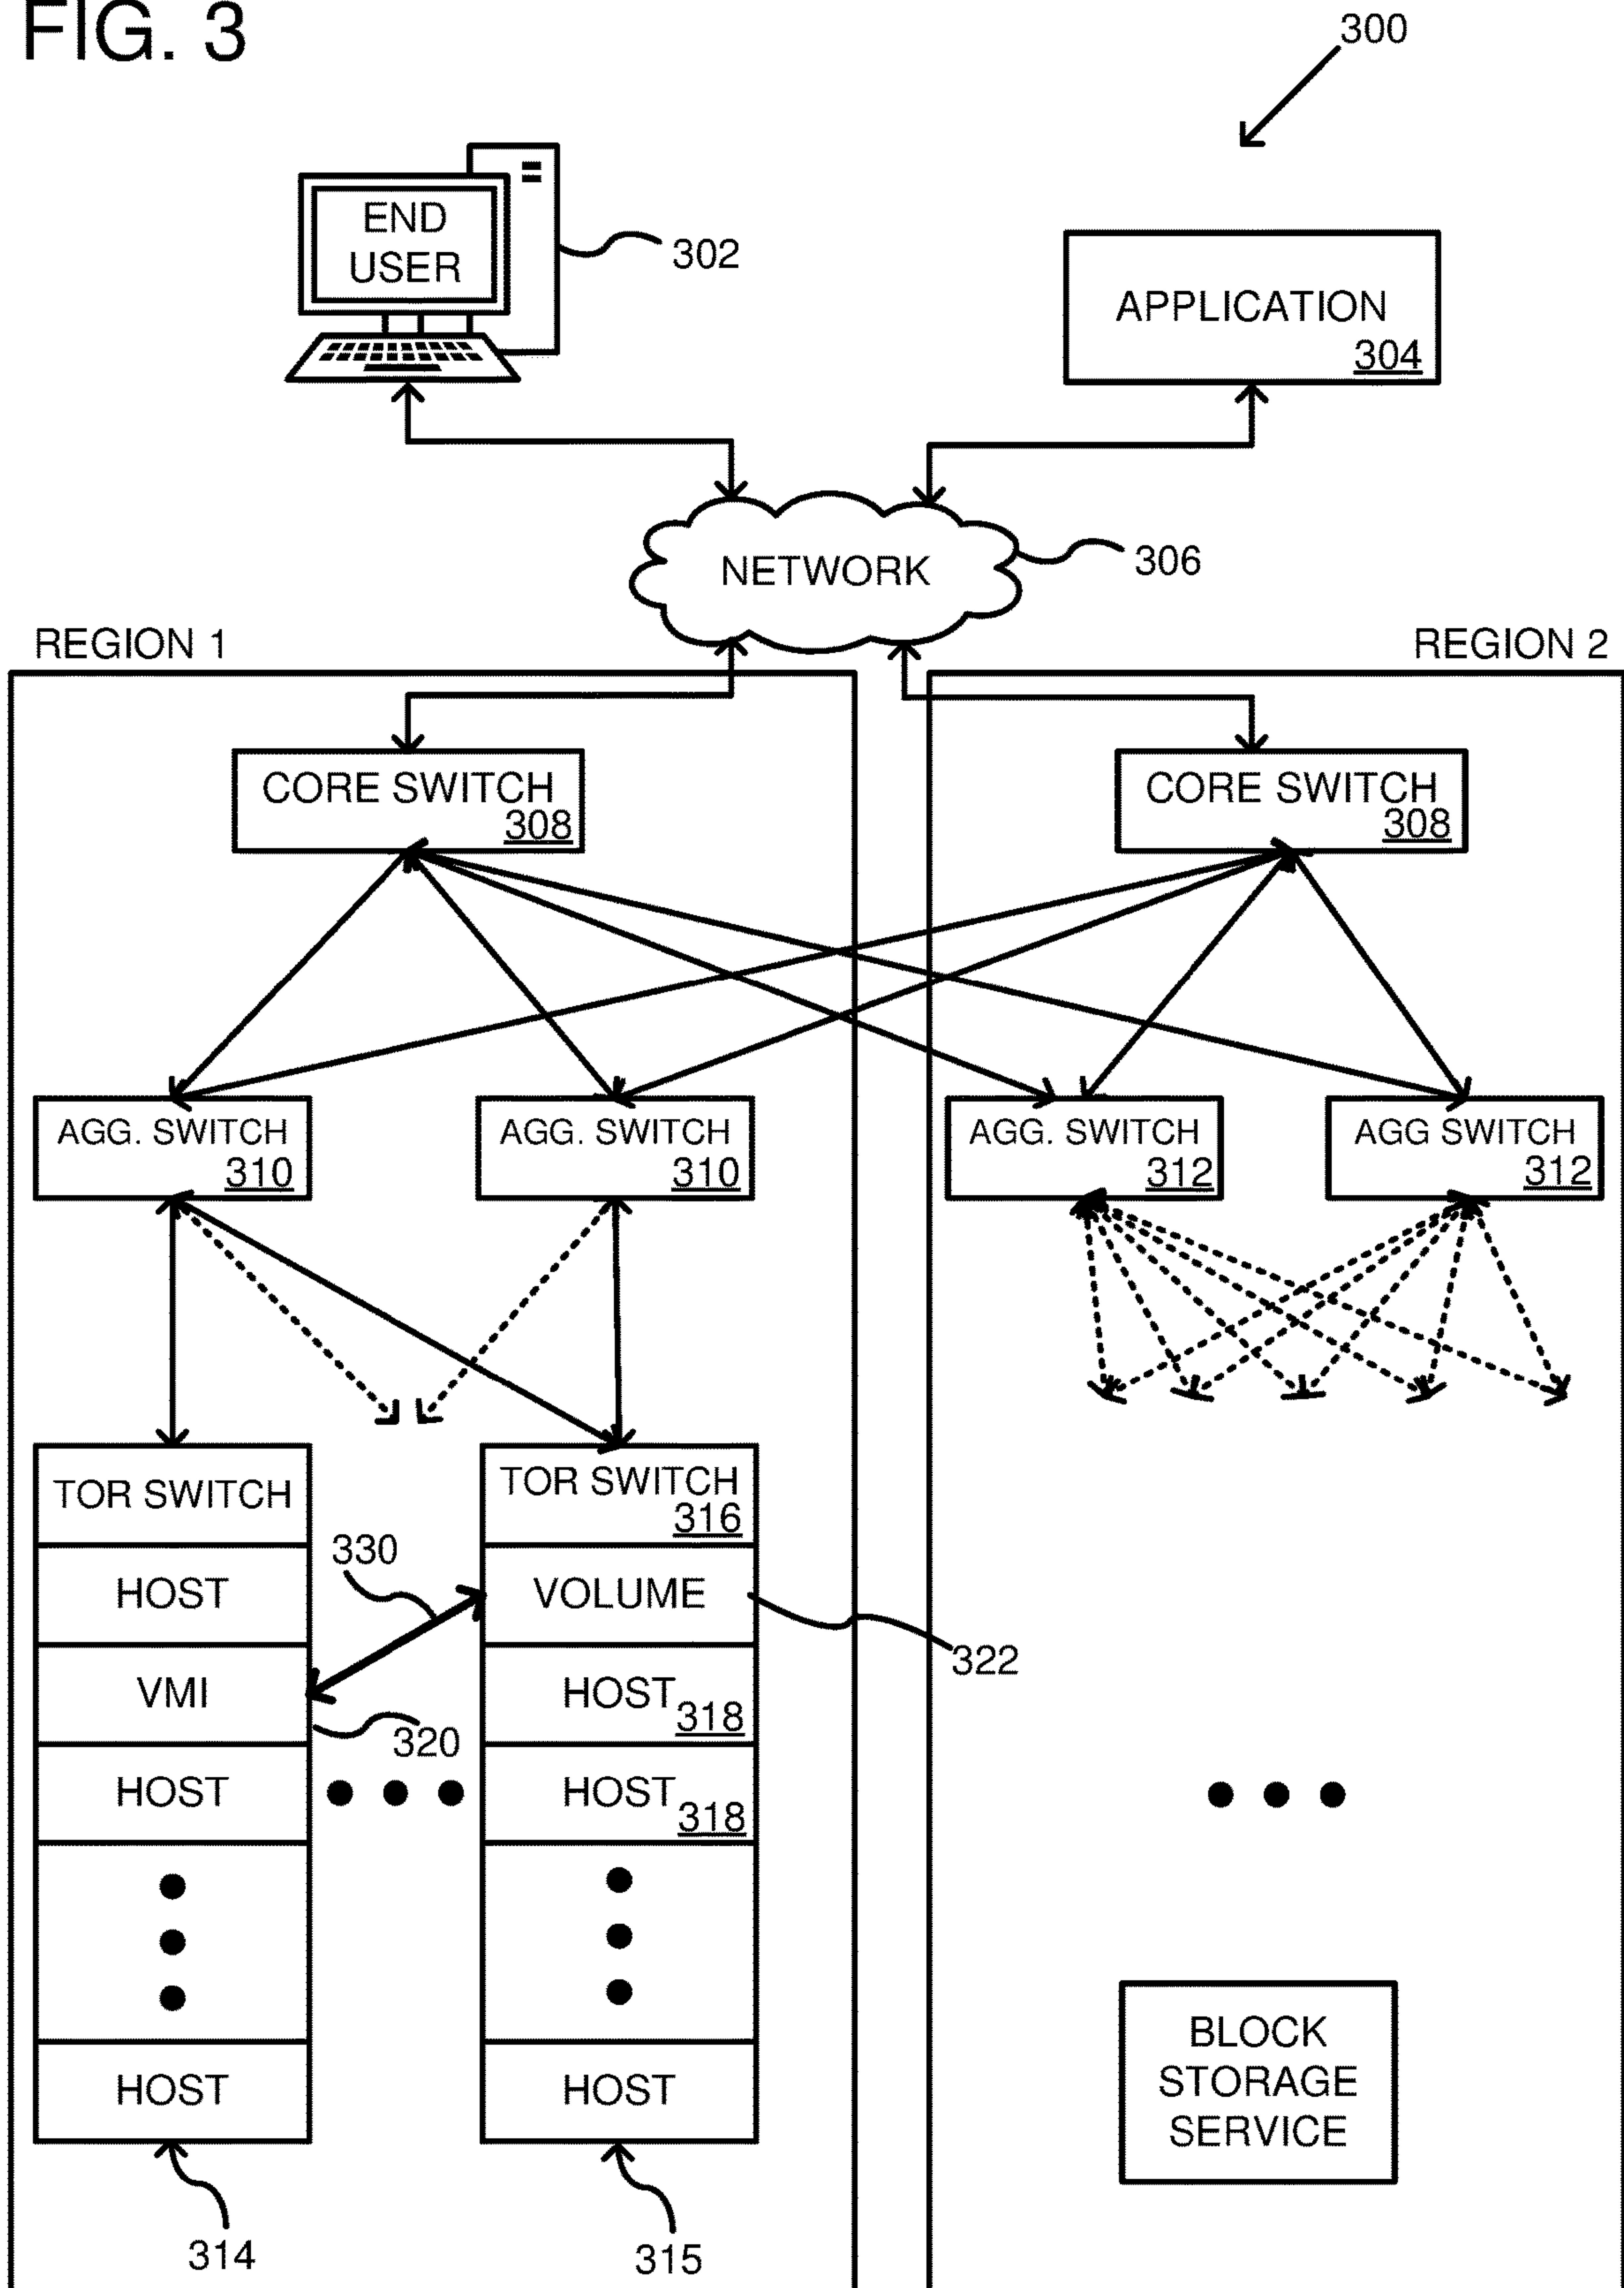 FIG. 3
300
END
USER
302
APPLICATION
304
NETWORK
306
REGION 1
REGION 2
CORE SWITCH
308
CORE SWITCH
308
AGG. SWITCH
310
AGG. SWITCH
310
AGG. SWITCH
312
AGG SWITCH
312
TOR SWITCH
HOST
VMI
HOST
HOST
330
320
TOR SWITCH
316
VOLUME
HOST
318
HOST
318
HOST
322
BLOCK
STORAGE
SERVICE
314
315